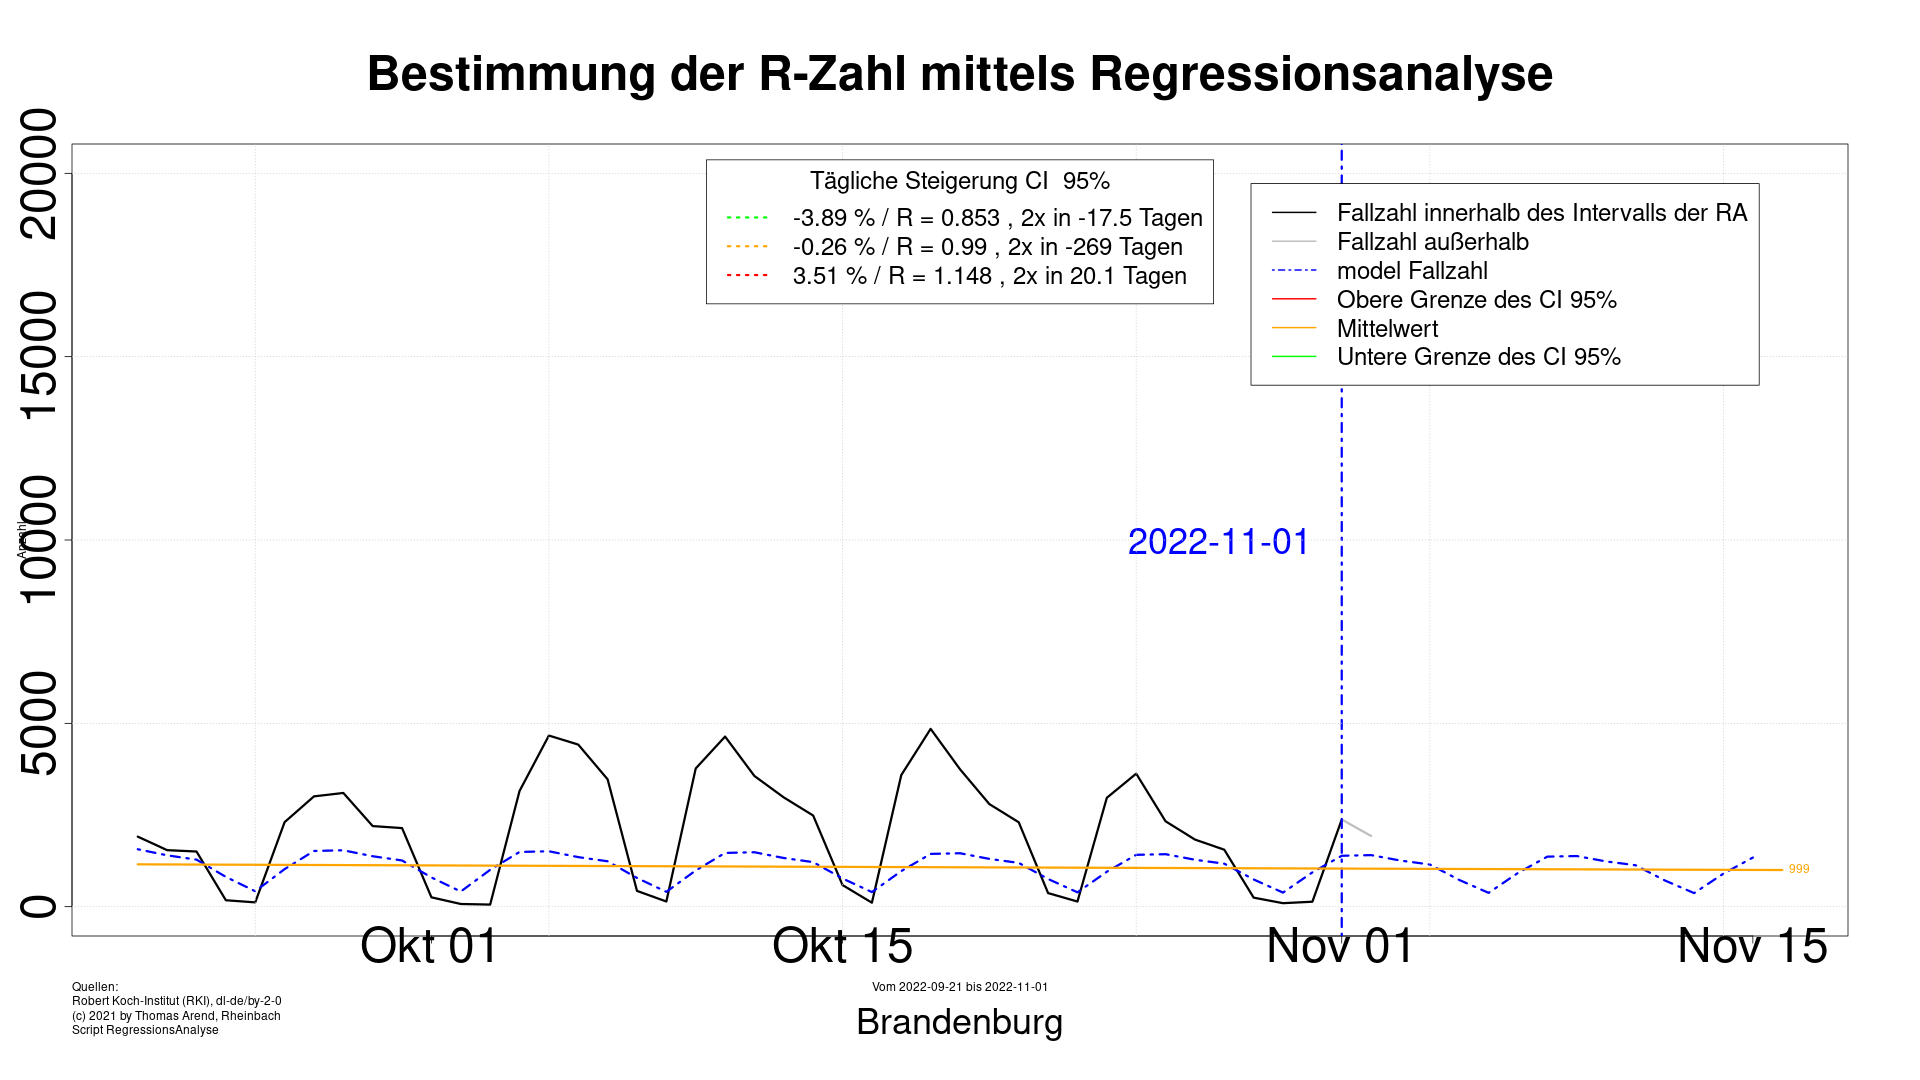 Bestimmung der R-Zahl mittels Regressionsanalyse
Anzahl
20000
15000
10000
5000
0
Tägliche Steigerung CI  95%
-3.89 % / R = 0.853 , 2x in -17.5 Tagen
-0.26 % / R = 0.99 , 2x in -269 Tagen
3.51 % / R = 1.148 , 2x in 20.1 Tagen
Fallzahl innerhalb des Intervalls der RA
Fallzahl außerhalb
model Fallzahl
Obere Grenze des CI 95%
Mittelwert
Untere Grenze des CI 95%
2022-11-01
999
Okt 01
Okt 15
Nov 01
Nov 15
Quellen:
Robert Koch-Institut (RKI), dl-de/by-2-0
(c) 2021 by Thomas Arend, Rheinbach
Script RegressionsAnalyse
Vom 2022-09-21 bis 2022-11-01
Brandenburg